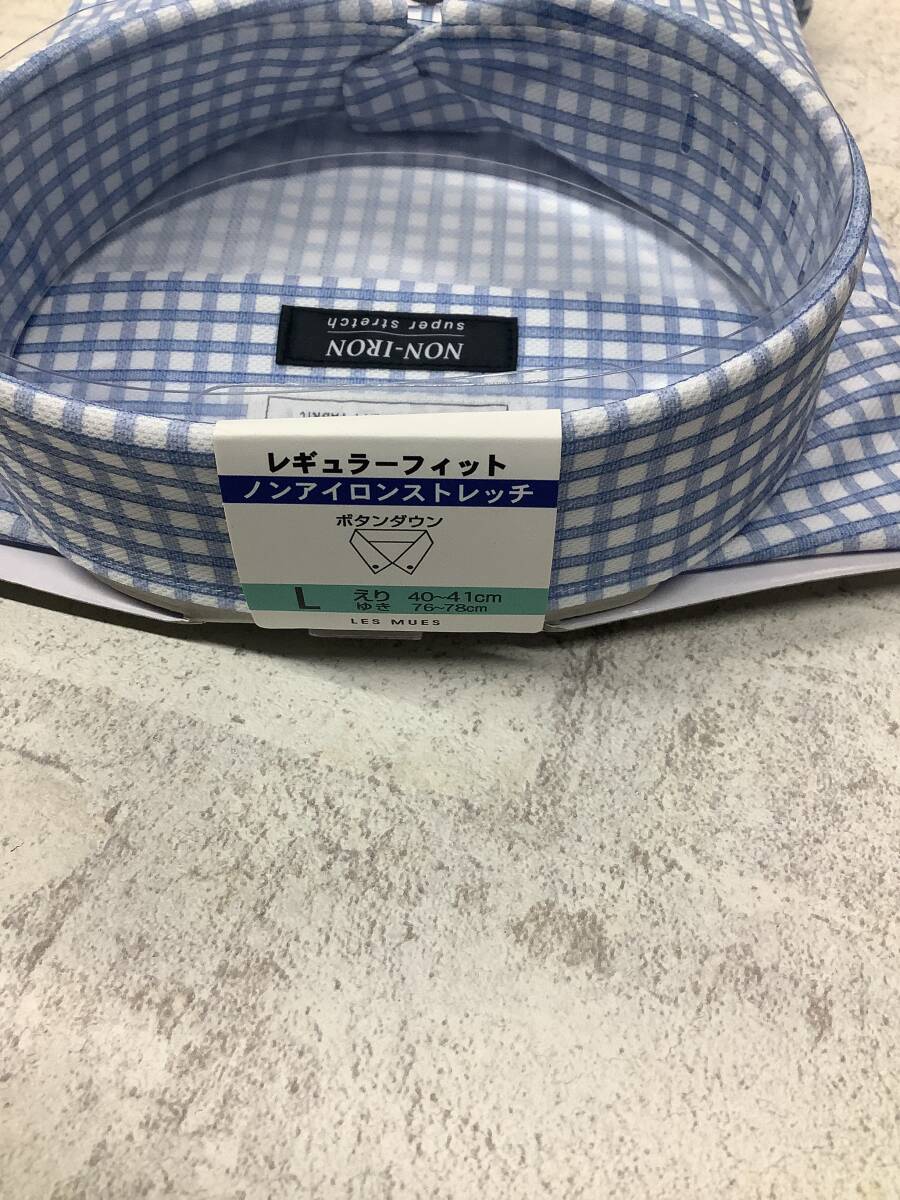 NON-IRON
super stretch
FABRIC
レギュラーフィット
ノンアイロンストレッチ
ボタンダウン
L えり 40~41cm
ゆき 76~78cm
LES MUES